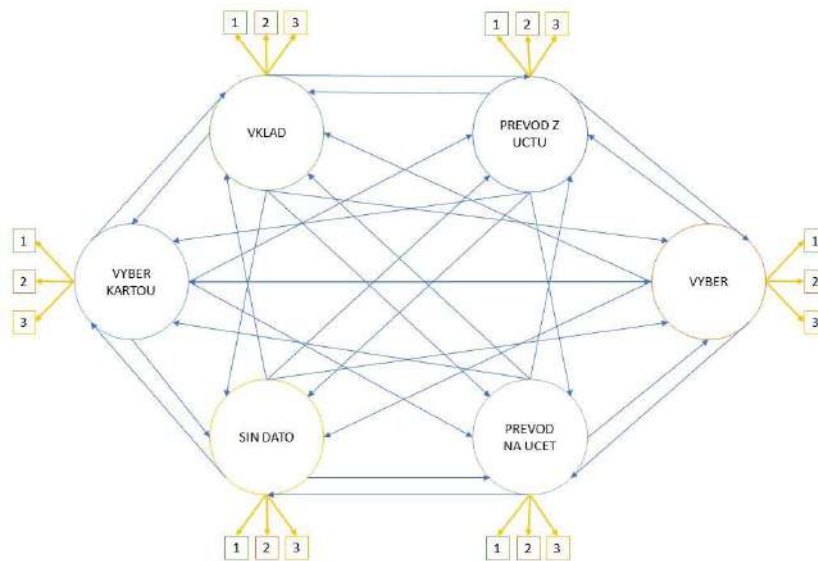 1 2 3
1 2 3
VKLAD
PREVOD Z
UCTU
1
2
3
VYBER
KARTOU
VYBER
1
2
3
SIN DATO
PREVOD
NA UCET
1 2 3
1 2 3